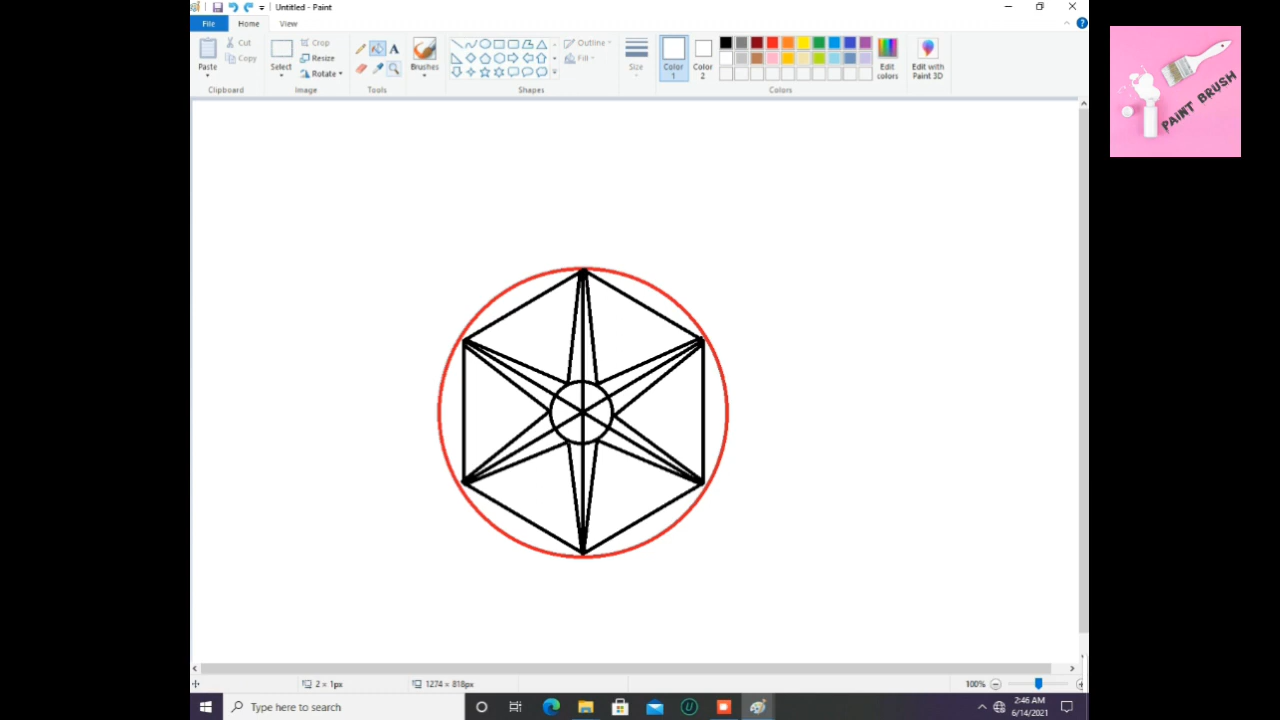 Untitled - Paint
File Home View
Paste
Cut
Copy
Clipboard
Select
Crop
Resize
Rotate
Image
A
Tools
Brushes
Shapes
Outline
Fill
Size
Color 1
Color 2
Colors
Edit colors
Edit with Paint 3D
PAINT BRUSH
2 × 1px
1274 × 818px
100%
Type here to search
2:46 AM
6/14/2021